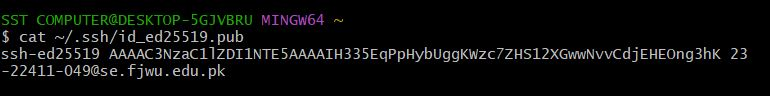 SST COMPUTER@DESKTOP-5GJVBRU MINGW64 ~
$ cat ~/.ssh/id_ed25519.pub
ssh-ed25519 AAAAC3NzaC1lZDI1NTE5AAAAIH335EqPpHybUggKWzc7ZHS12XGwwNvvCdjEHEOng3hK 23
-22411-049@se.fjwu.edu.pk